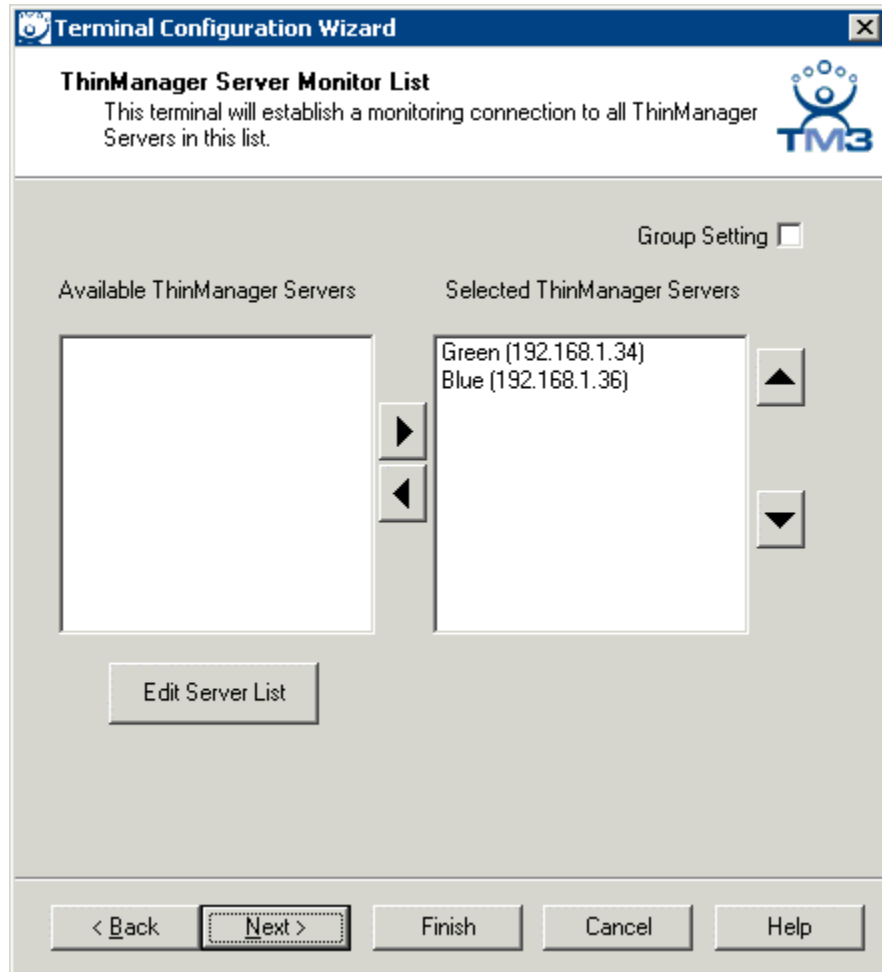 Terminal Configuration Wizard
ThinManager Server Monitor List
This terminal will establish a monitoring connection to all ThinManager
Servers in this list.
TM3
Group Setting
Available ThinManager Servers
Selected ThinManager Servers
Green (192.168.1.34)
Blue (192.168.1.36)
Edit Server List
< Back
Next >
Finish
Cancel
Help